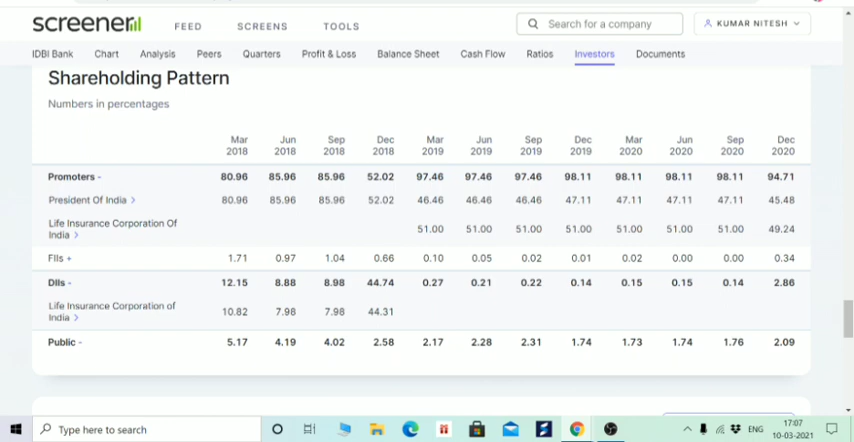 screener
FEED SCREENS TOOLS
Search for a company
KUMAR NITESH
IDBI Bank Chart Analysis Peers Quarters Profit & Loss Balance Sheet Cash Flow Ratios Investors Documents
Shareholding Pattern
Numbers in percentages
Mar Jun Sep Dec Mar Jun Sep Dec Mar Jun Sep Dec
2018 2018 2018 2018 2019 2019 2019 2019 2020 2020 2020 2020
Promoters - 80.96 85.96 85.96 52.02 97.46 97.46 97.46 98.11 98.11 98.11 98.11 94.71
President Of India > 80.96 85.96 85.96 52.02 46.46 46.46 46.46 47.11 47.11 47.11 47.11 45.48
Life Insurance Corporation Of
India > 51.00 51.00 51.00 51.00 51.00 51.00 51.00 49.24
FIIs + 1.71 0.97 1.04 0.66 0.10 0.05 0.02 0.01 0.02 0.00 0.00 0.34
DIIs - 12.15 8.88 8.98 44.74 0.27 0.21 0.22 0.14 0.15 0.15 0.14 2.86
Life Insurance Corporation of
India > 10.82 7.98 7.98 44.31
Public - 5.17 4.19 4.02 2.58 2.17 2.28 2.31 1.74 1.73 1.74 1.76 2.09
Type here to search
ENG
17:07
10-03-2021